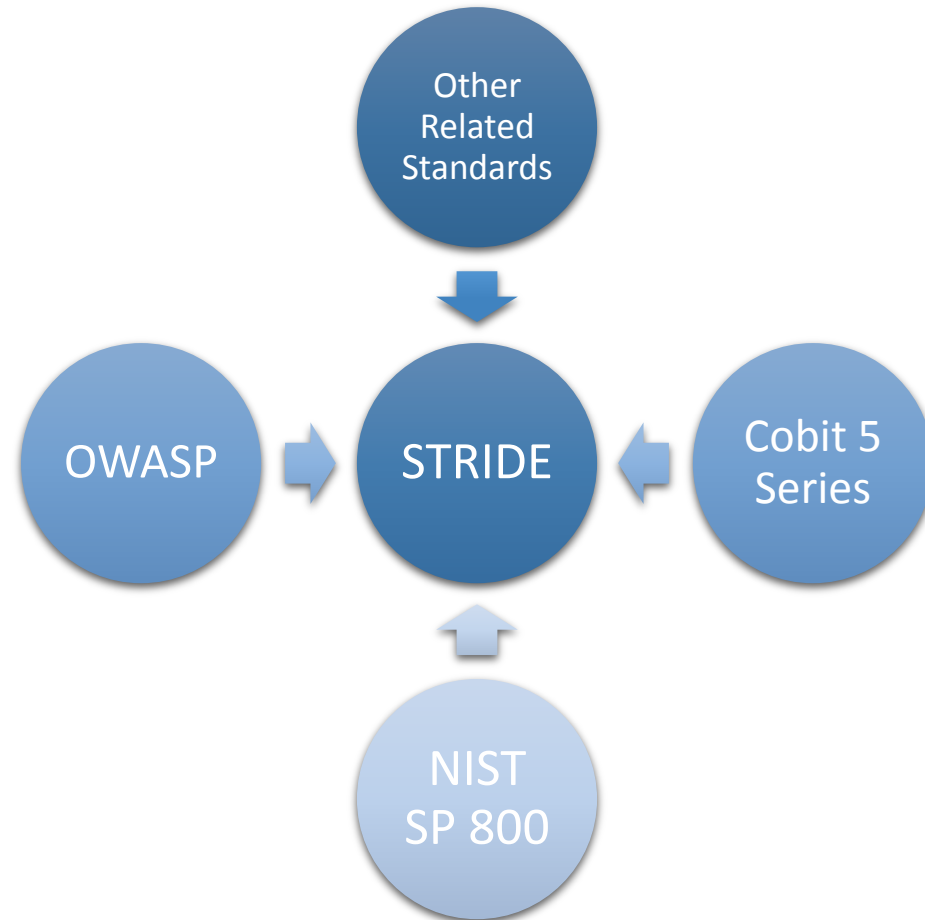 Other
Related
Standards
OWASP
STRIDE
Cobit 5
Series
NIST
SP 800